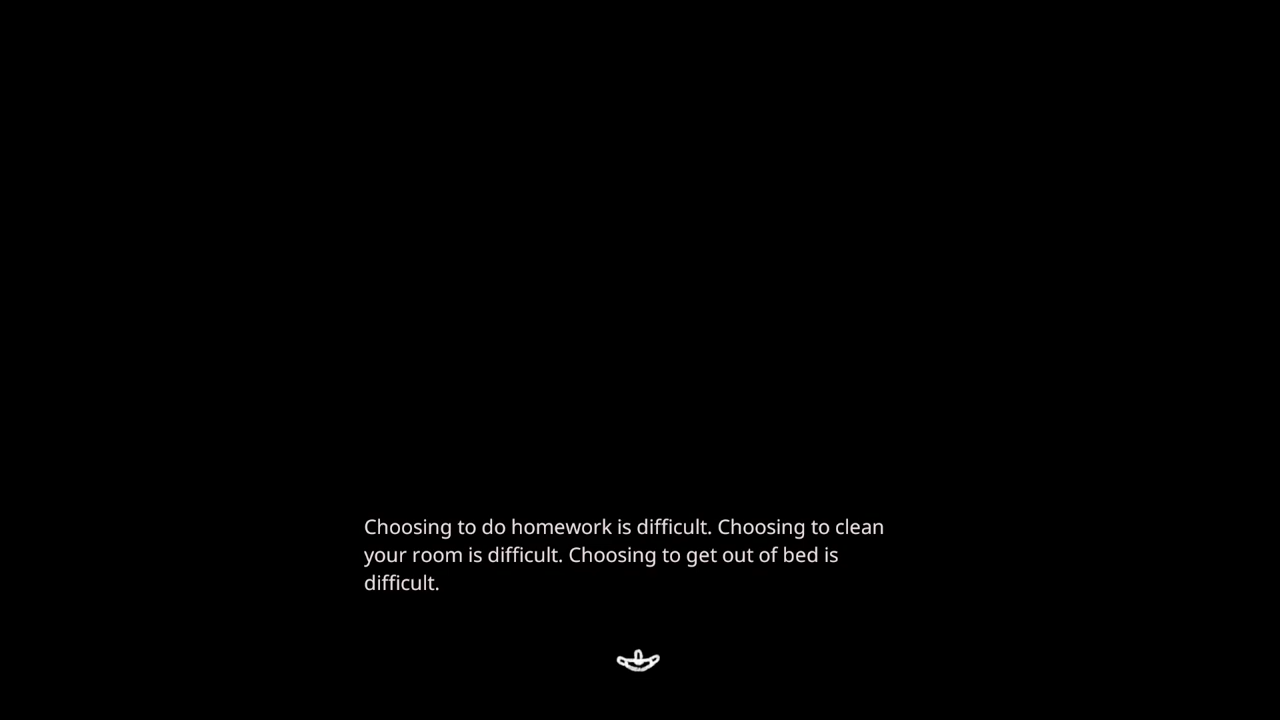 Choosing to do homework is difficult. Choosing to clean
your room is difficult. Choosing to get out of bed is
difficult.